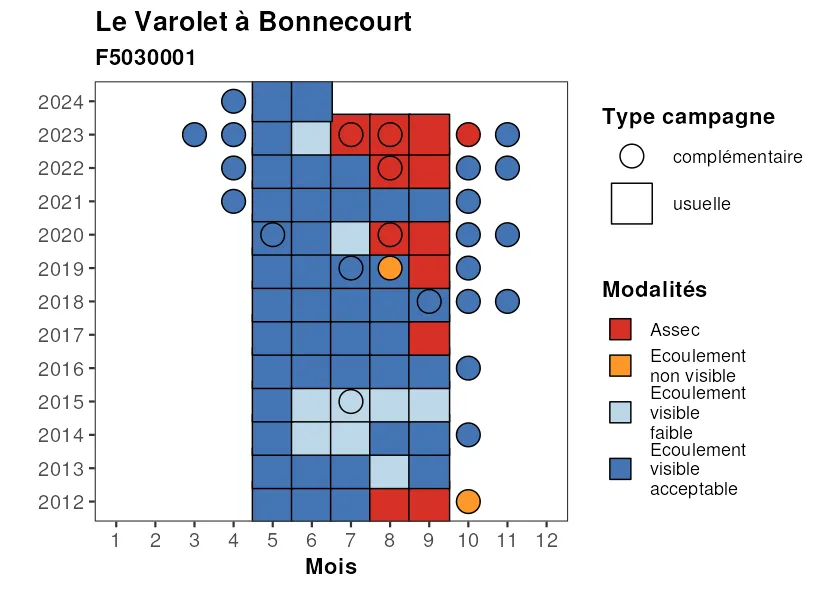 Le Varolet à Bonnecourt
F5030001
2024
2023
2022
2021
2020
2019
2018
2017
2016
2015
2014
2013
2012
1 2 3 4 5 6 7 8 9 10 11 12
Mois
Type campagne
complémentaire
usuelle
Modalités
Assec
Ecoulement
non visible
Ecoulement
visible
faible
Ecoulement
visible
acceptable